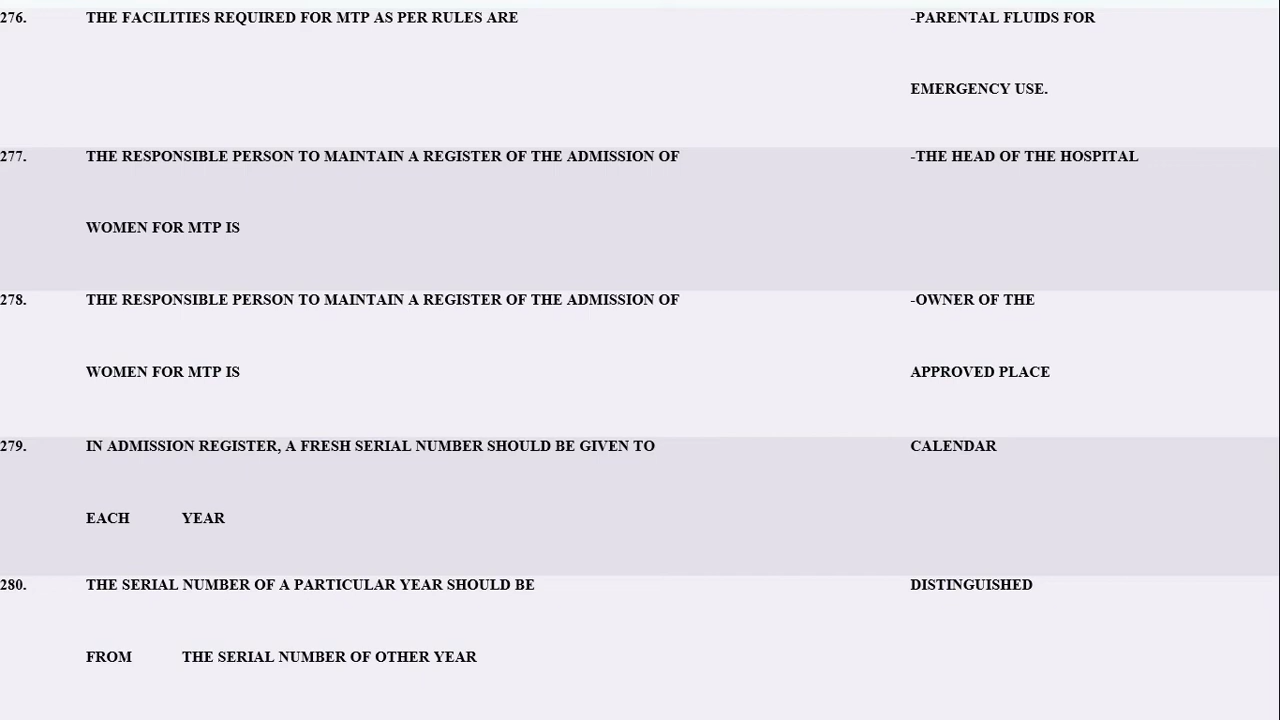 276. THE FACILITIES REQUIRED FOR MTP AS PER RULES ARE -PARENTAL FLUIDS FOR
EMERGENCY USE.
277. THE RESPONSIBLE PERSON TO MAINTAIN A REGISTER OF THE ADMISSION OF -THE HEAD OF THE HOSPITAL
WOMEN FOR MTP IS
278. THE RESPONSIBLE PERSON TO MAINTAIN A REGISTER OF THE ADMISSION OF -OWNER OF THE
WOMEN FOR MTP IS APPROVED PLACE
279. IN ADMISSION REGISTER, A FRESH SERIAL NUMBER SHOULD BE GIVEN TO CALENDAR
EACH YEAR
280. THE SERIAL NUMBER OF A PARTICULAR YEAR SHOULD BE DISTINGUISHED
FROM THE SERIAL NUMBER OF OTHER YEAR